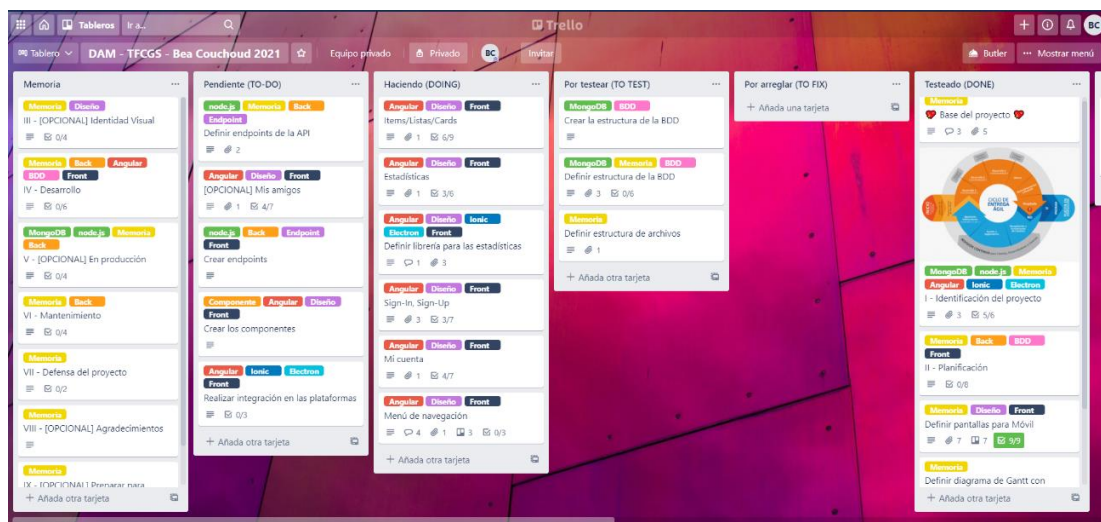 Tableros
Ir a...
Trello
BC
Tablero
DAM - TFCGS - Bea Couchoud 2021
Equipo privado
Privado
BC
Invitar
Butler
Mostrar menú
Memoria
Memoria Diseño
III - [OPCIONAL] Identidad Visual
0/4
Memoria Back Angular
BDD Front
IV - Desarrollo
0/6
MongoDB node.js Memoria
Back
V - [OPCIONAL] En producción
0/4
Memoria Back
VI - Mantenimiento
0/4
Memoria
VII - Defensa del proyecto
0/2
Memoria
VIII - [OPCIONAL] Agradecimientos
Memoria
IX - [OPCIONAL] Preparar para
+ Añada otra tarjeta
Pendiente (TO-DO)
node.js Memoria Back
Endpoint
Definir endpoints de la API
2
Angular Diseño Front
[OPCIONAL] Mis amigos
1 4/7
node.js Back Endpoint
Front
Crear endpoints
Componente Angular Diseño
Front
Crear los componentes
Angular Ionic Electron
Front
Realizar integración en las plataformas
0/3
+ Añada otra tarjeta
Haciendo (DOING)
Angular Diseño Front
Items/Listas/Cards
1 6/9
Angular Diseño Front
Estadísticas
1 3/6
Angular Diseño Ionic
Electron Front
Definir librería para las estadísticas
1 3
Angular Diseño Front
Sign-In, Sign-Up
3 3/7
Angular Diseño Front
Mi cuenta
1 4/7
Angular Diseño Front
Menú de navegación
4 1 3 0/3
+ Añada otra tarjeta
Por testear (TO TEST)
MongoDB BDD
Crear la estructura de la BDD
MongoDB Memoria BDD
Definir estructura de la BDD
3 0/6
Memoria
Definir estructura de archivos
1
+ Añada otra tarjeta
Por arreglar (TO FIX)
+ Añada una tarjeta
Testeado (DONE)
Memoria
Base del proyecto
3 5
CICLO DE
ENTREGA
ÁGIL
MongoDB node.js Memoria
Angular Ionic Electron
I - Identificación del proyecto
3 5/6
Memoria Back BDD
Front
II - Planificación
0/8
Memoria Diseño Front
Definir pantallas para Móvil
7 7 9/9
Memoria
Definir diagrama de Gantt con
+ Añada otra tarjeta